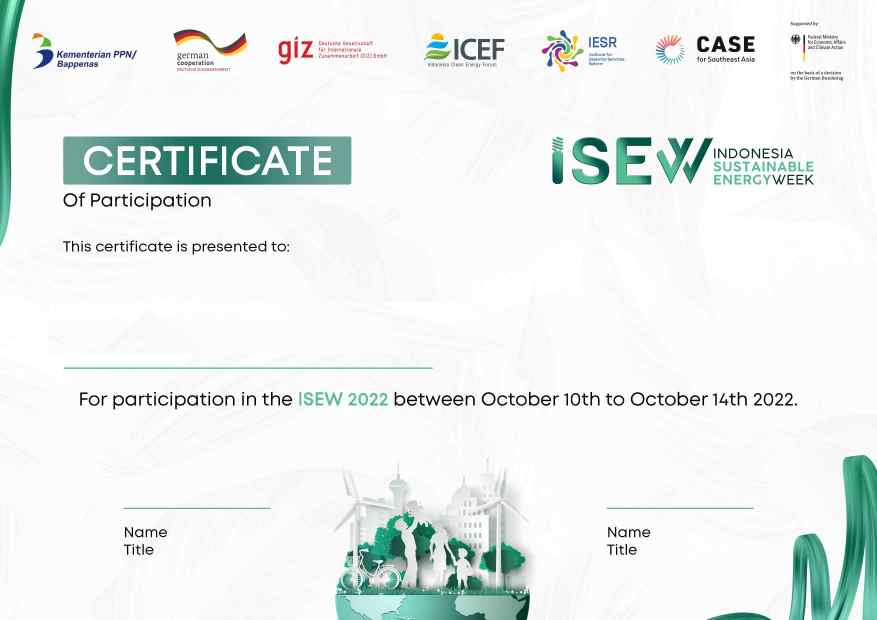 Kementerian PPN/
Bappenas
german
cooperation
DEUTSCHE ZUSAMMENARBEIT
giz
Deutsche Gesellschaft
für Internationale
Zusammenarbeit (GIZ) GmbH
ICEF
Indonesia Clean Energy Forum
IESR
Institute for
Essential Services
Reform
CASE
for Southeast Asia
Supported by:
Federal Ministry
for Economic Affairs
and Climate Action
on the basis of a decision
by the German Bundestag
CERTIFICATE
Of Participation
ISEW
INDONESIA
SUSTAINABLE
ENERGYWEEK
This certificate is presented to:
For participation in the ISEW 2022 between October 10th to October 14th 2022.
Name
Title
Name
Title